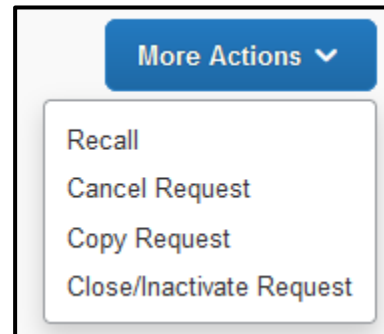 More Actions
Recall
Cancel Request
Copy Request
Close/Inactivate Request